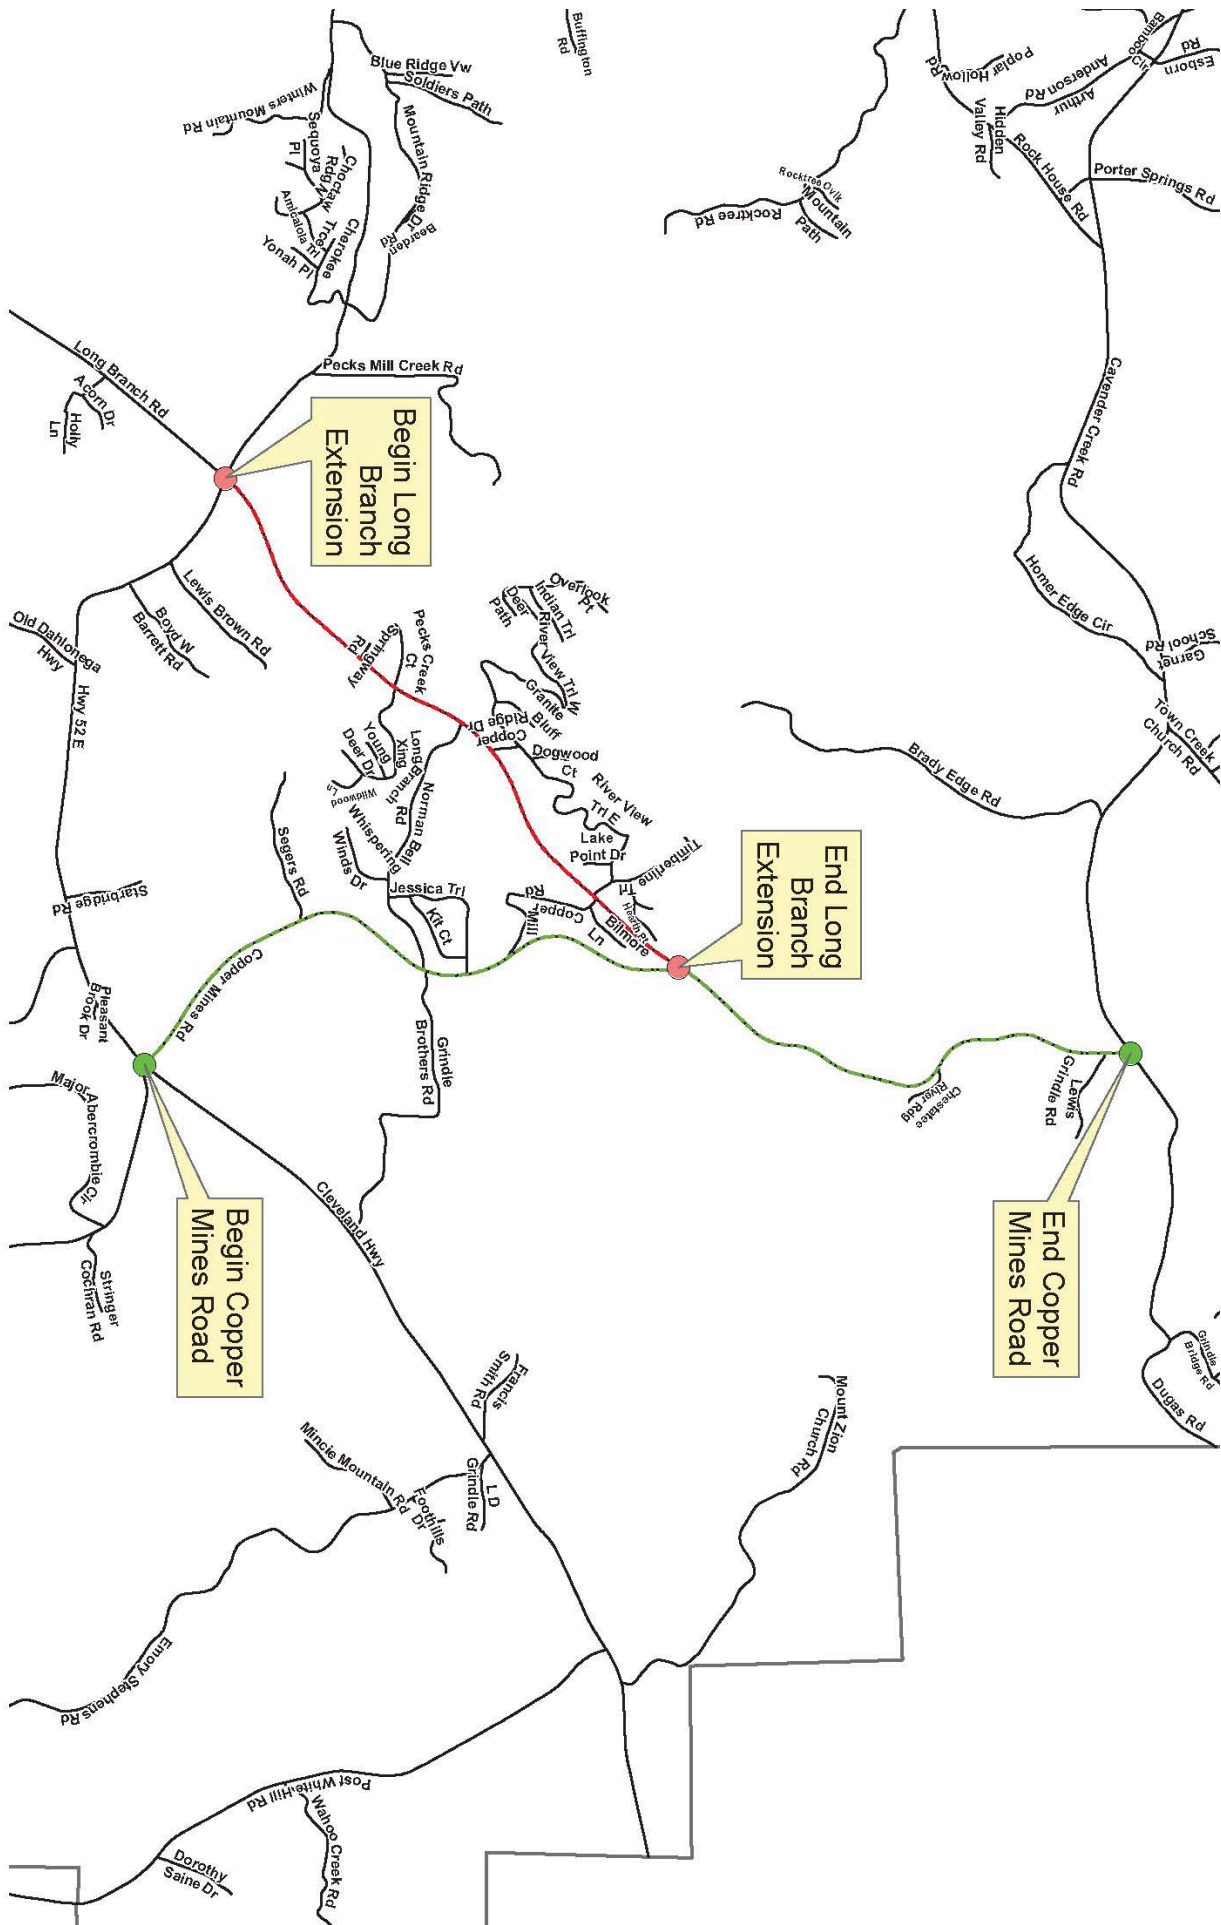 Buffington
Rd
Bamboo
Cir
Esborn
Rd
Poplar Hollow
Rd
Arthur
Anderson Rd
Hidden
Valley Rd
Rock House Rd
Porter Springs Rd
Blue Ridge Vw
Soldiers Path
Mountain Ridge Dr
Bearden
Rd
Winters Mountain Rd
Sequoya
Pl
Choctaw
Rdg N
Amicalola Trl
Cherokee
Trce
Yonah Pl
Rocktree Ovlk
Mountain
Path
Rocktree Rd
Long Branch Rd
Acorn Dr
Holly
Ln
Pecks Mill Creek Rd
Begin Long
Branch
Extension
Cavender Creek Rd
Homer Edge Cir
Garnet
School Rd
Town Creek
Church Rd
Brady Edge Rd
Lewis Brown Rd
Boyd W
Barrett Rd
Old Dahlonega
Hwy
Hwy 52 E
Overlook
Pt
Indian Trl
Deer
Path
River View Trl W
Granite
Bluff
Pecks Creek
Ct
Springway
Rd
Copper
Ridge Dr
Dogwood
Ct
River View
Trl E
Lake
Point Dr
Timberline
Trl
Hearth Pl
Young
Deer Dr
Xing
Wildwood
Ln
Long
Branch
Rd
Norman Bell
Whispering
Winds Dr
Jessica Trl
Kit Ct
Copper
Mill
Rd
Bilmore
Ln
End Long
Branch
Extension
Segers Rd
Starbridge Rd
Copper Mines Rd
Pleasant
Brook Dr
Grindle
Brothers Rd
Major Abercrombie Cir
Stringer
Cochran Rd
Begin Copper
Mines Road
Cleveland Hwy
Chestatee
River Rdg
Lewis
Grindle Rd
End Copper
Mines Road
Grindle
Bridge Rd
Dugas Rd
Francis
Smith Rd
L D
Grindle Rd
Mincie Mountain Rd
Foothills
Dr
Mount Zion
Church Rd
Emory Stephens Rd
Post White Hill Rd
Wahoo Creek Rd
Dorothy
Saine Dr